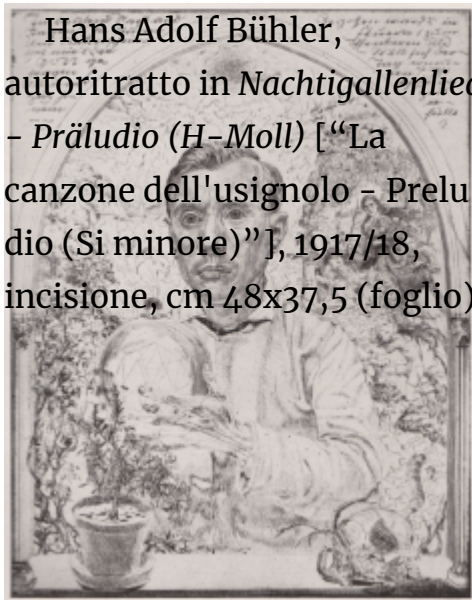 Hans Adolf Bühler,
autoritratto in Nachtigallenlied
- Präludio (H-Moll) [“La
canzone dell'usignolo - Prelu
dio (Si minore)”], 1917/18,
incisione, cm 48x37,5 (foglio)